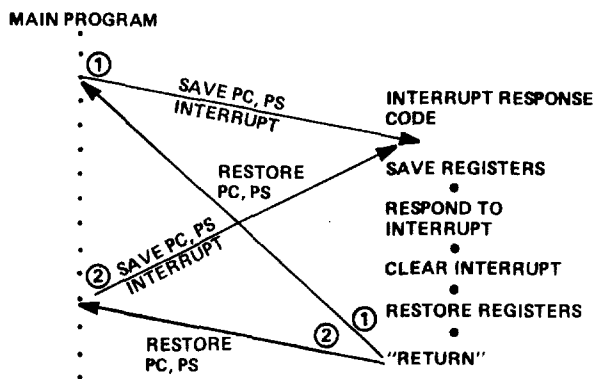 MAIN PROGRAM
①
SAVE PC, PS
INTERRUPT
INTERRUPT RESPONSE
CODE
RESTORE
PC, PS
SAVE REGISTERS
RESPOND TO
INTERRUPT
② SAVE PC, PS
INTERRUPT
CLEAR INTERRUPT
RESTORE REGISTERS
①
②
RESTORE
PC, PS
"RETURN"